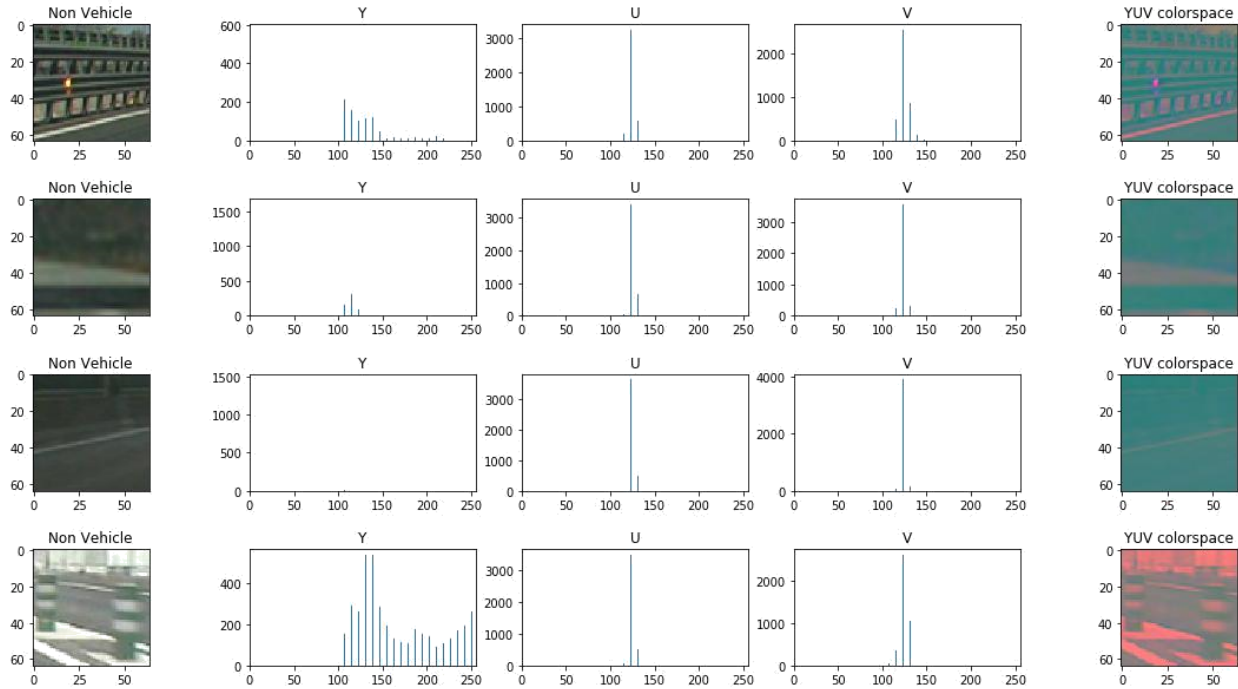 Non Vehicle Y U V YUV colorspace
0 600 3000 0
20 400 2000 20
40 200 1000 40
60 0 0 0 60
0 25 50 0 50 100 150 200 250 0 50 100 150 200 250 0 50 100 150 200 250 0 25 50
Non Vehicle Y U V YUV colorspace
0 1500 3000 3000 0
20 1000 2000 2000 20
40 500 1000 1000 40
60 0 0 0 60
0 25 50 0 50 100 150 200 250 0 50 100 150 200 250 0 50 100 150 200 250 0 25 50
Non Vehicle Y U V YUV colorspace
0 1500 3000 4000 0
20 1000 2000 2000 20
40 500 1000 40
60 0 0 0 60
0 25 50 0 50 100 150 200 250 0 50 100 150 200 250 0 50 100 150 200 250 0 25 50
Non Vehicle Y U V YUV colorspace
0 400 3000 2000 0
20 200 2000 1000 20
40 1000 40
60 0 0 0 60
0 25 50 0 50 100 150 200 250 0 50 100 150 200 250 0 50 100 150 200 250 0 25 50